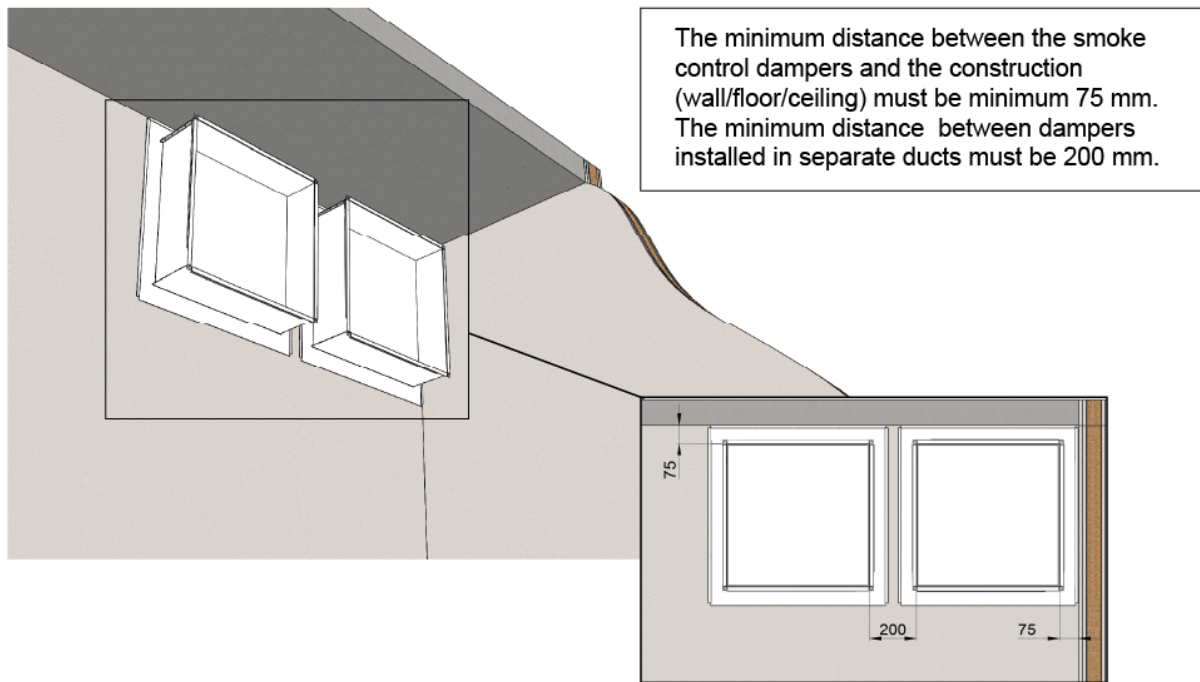 The minimum distance between the smoke
control dampers and the construction
(wall/floor/ceiling) must be minimum 75 mm.
The minimum distance between dampers
installed in separate ducts must be 200 mm.
75
200
75